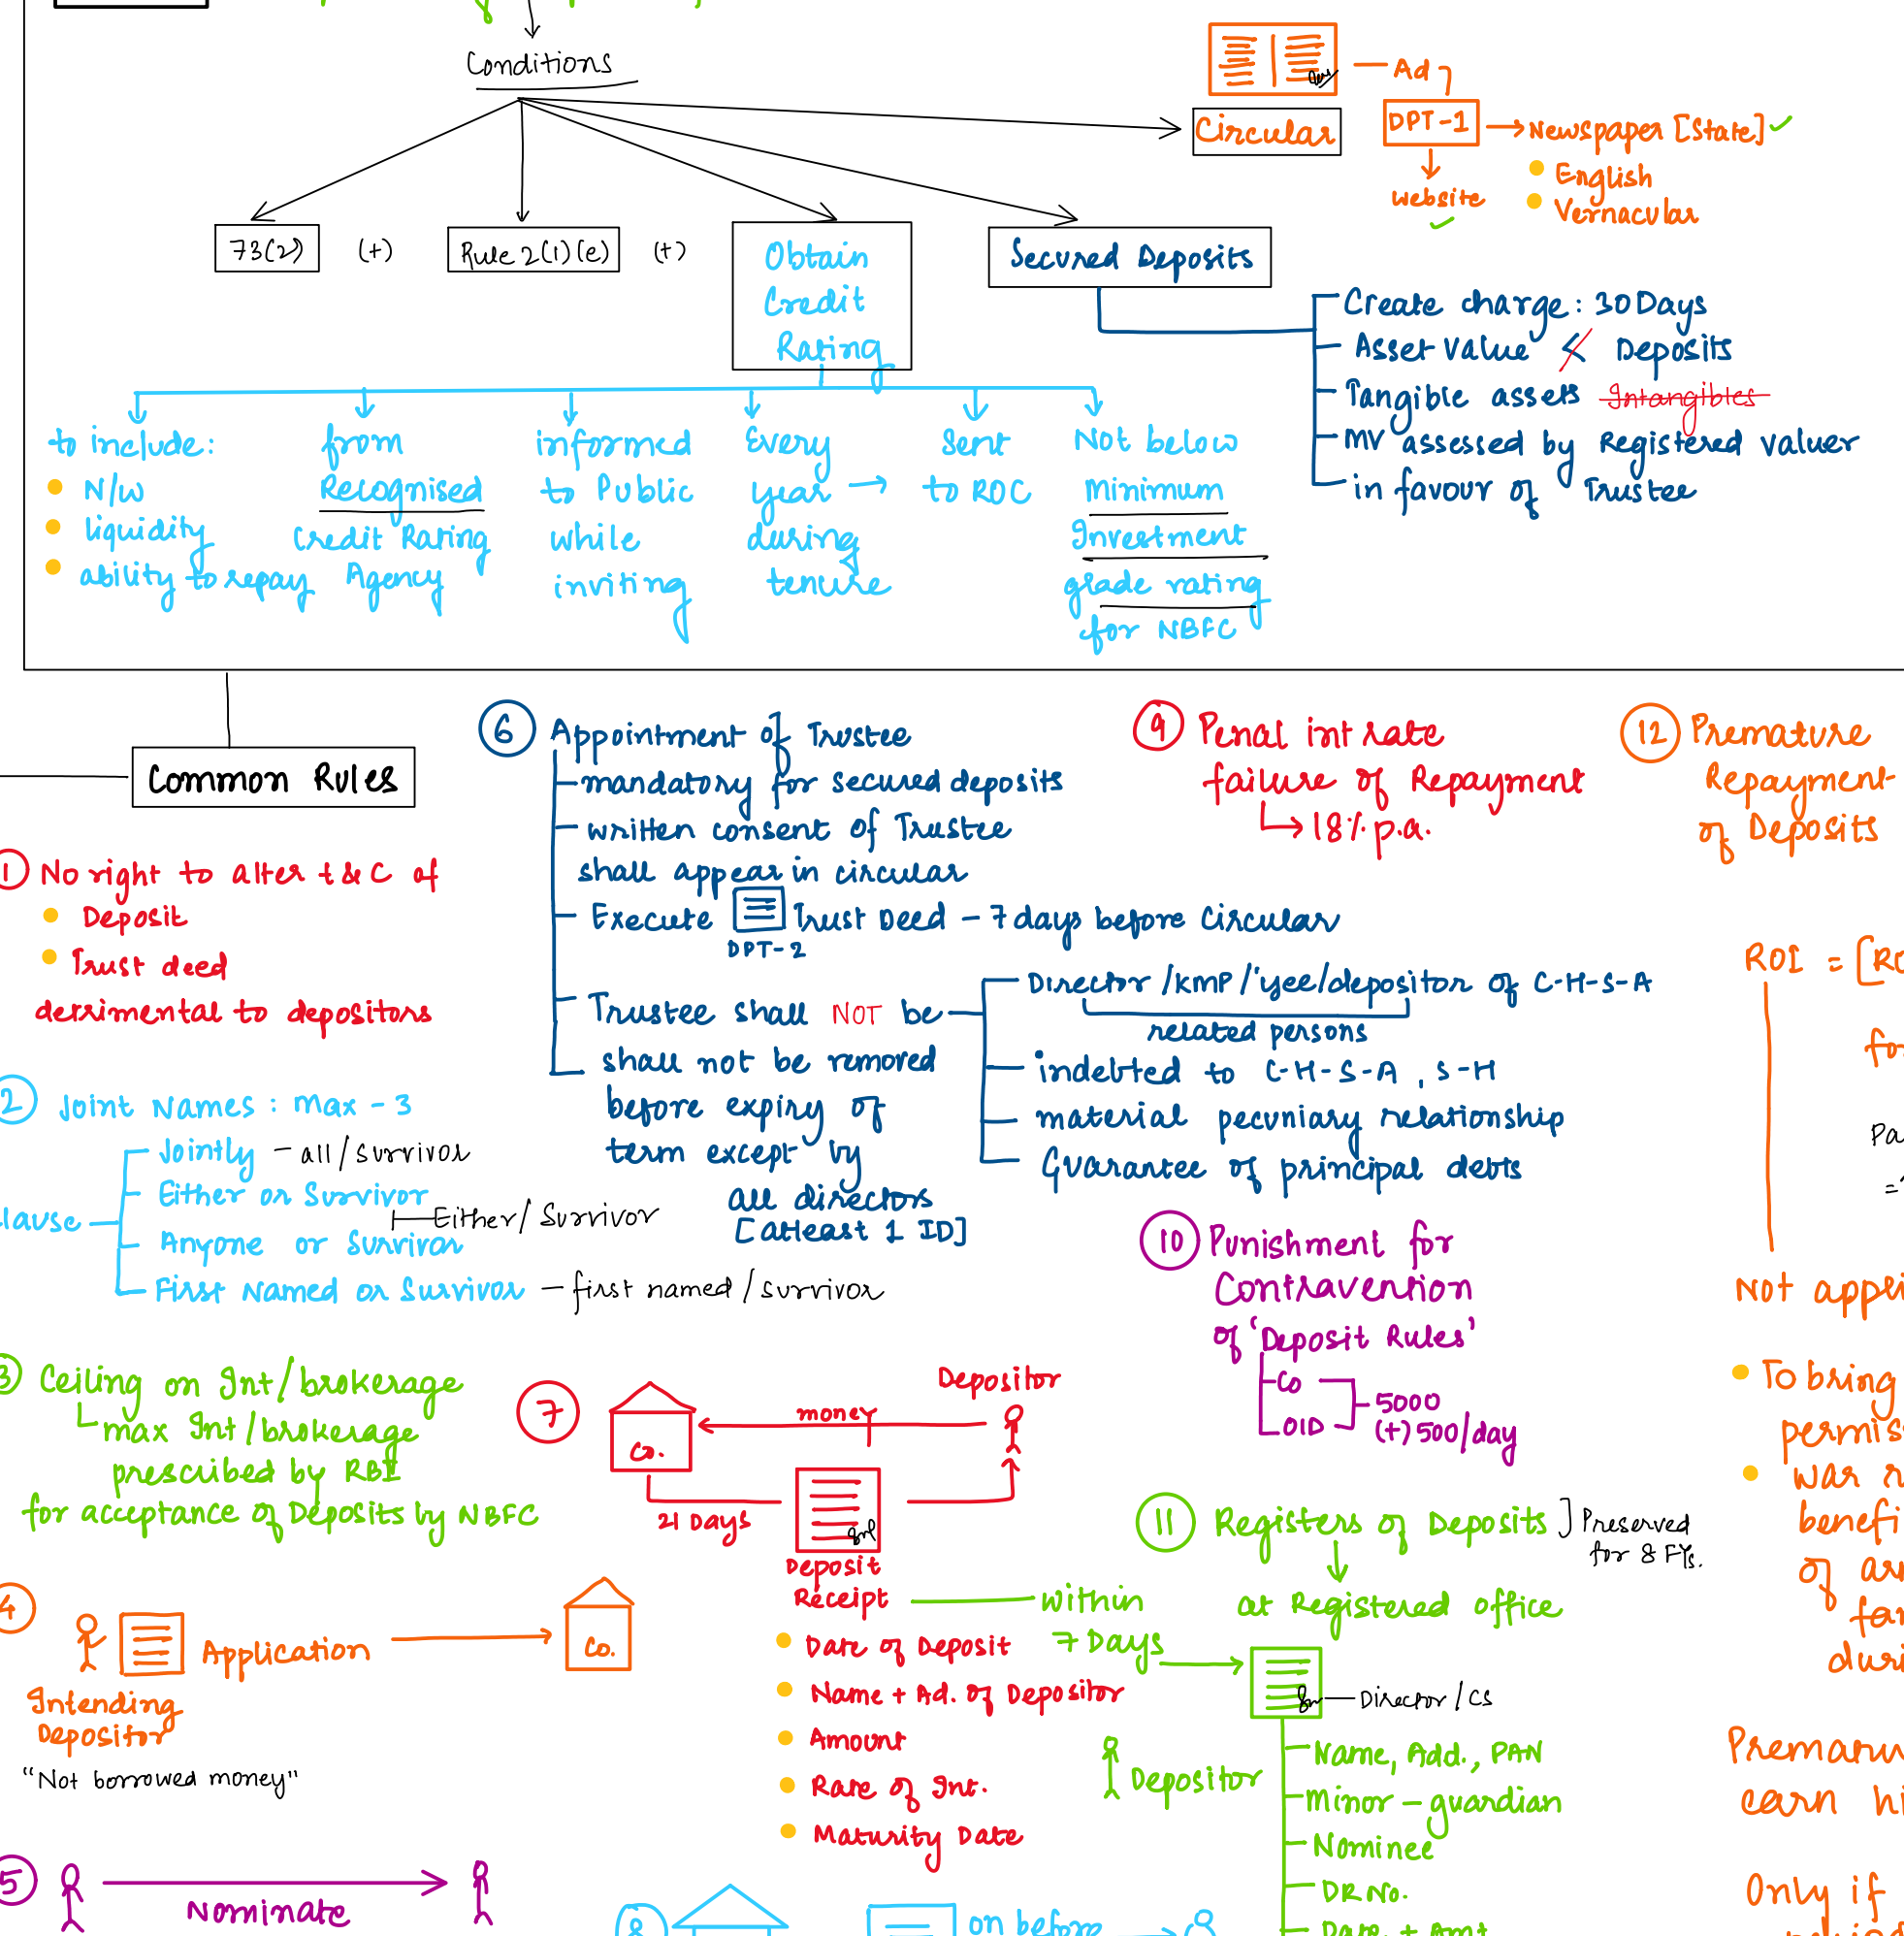 Conditions
Ad
Circular
DPT-1
Newspaper [State]
English
Vernacular
website
73(2)
(+)
Rule 2(1)(e)
(+)
Obtain
Credit
Rating
Secured Deposits
Create charge: 30 Days
Asset value < Deposits
Tangible assets Intangibles
MV assessed by Registered valuer
in favour of Trustee
to include:
N/w
liquidity
ability to repay
from
Recognised
Credit Rating
Agency
informed
to Public
while
inviting
Every
year
during
tenure
Sent
to ROC
Not below
Minimum
Investment
grade rating
for NBFC
Common Rules
1 No right to alter t & C of
Deposit
Trust deed
detrimental to depositors
2 Joint Names: Max - 3
Jointly - all/survivor
Either or Survivor
Either/Survivor
Anyone or Survivor
First Named or Survivor - first named/survivor
lause
3 Ceiling on Int/brokerage
max Int/brokerage
prescribed by RBI
for acceptance of Deposits by NBFC
4
Application
Co.
Intending
Depositor
"Not borrowed money"
5
Nominate
6 Appointment of Trustee
mandatory for secured deposits
written consent of Trustee
shall appear in circular
Execute Trust Deed - 7 days before Circular
DPT-2
Trustee shall NOT be
Director/KMP/'yee/depositor of C-H-S-A
related persons
indebted to C-H-S-A, S-H
material pecuniary relationship
Guarantee of principal debts
shall not be removed
before expiry of
term except by
all directors
[Atleast 1 ID]
7
Co.
money
Depositor
21 Days
Deposit
Receipt
within
7 Days
Date of Deposit
Name + Ad. of Depositor
Amount
Rate of Int.
Maturity Date
8
on before
9 Penal int rate
failure of Repayment
18% p.a.
10 Punishment for
Contravention
of 'Deposit Rules'
Co
OID
5000
(+) 500/day
11 Registers of Deposits
Preserved
for 8 FYs.
at Registered office
Director/CS
Depositor
Name, Add., PAN
Minor - guardian
Nominee
DR No.
Date + Amt
12 Premature
Repayment
of Deposits
ROI = [RO
fo
Pa
Not appli
To bring
permis
was
benefi
of
duri
Prematu
earn hi
Only if